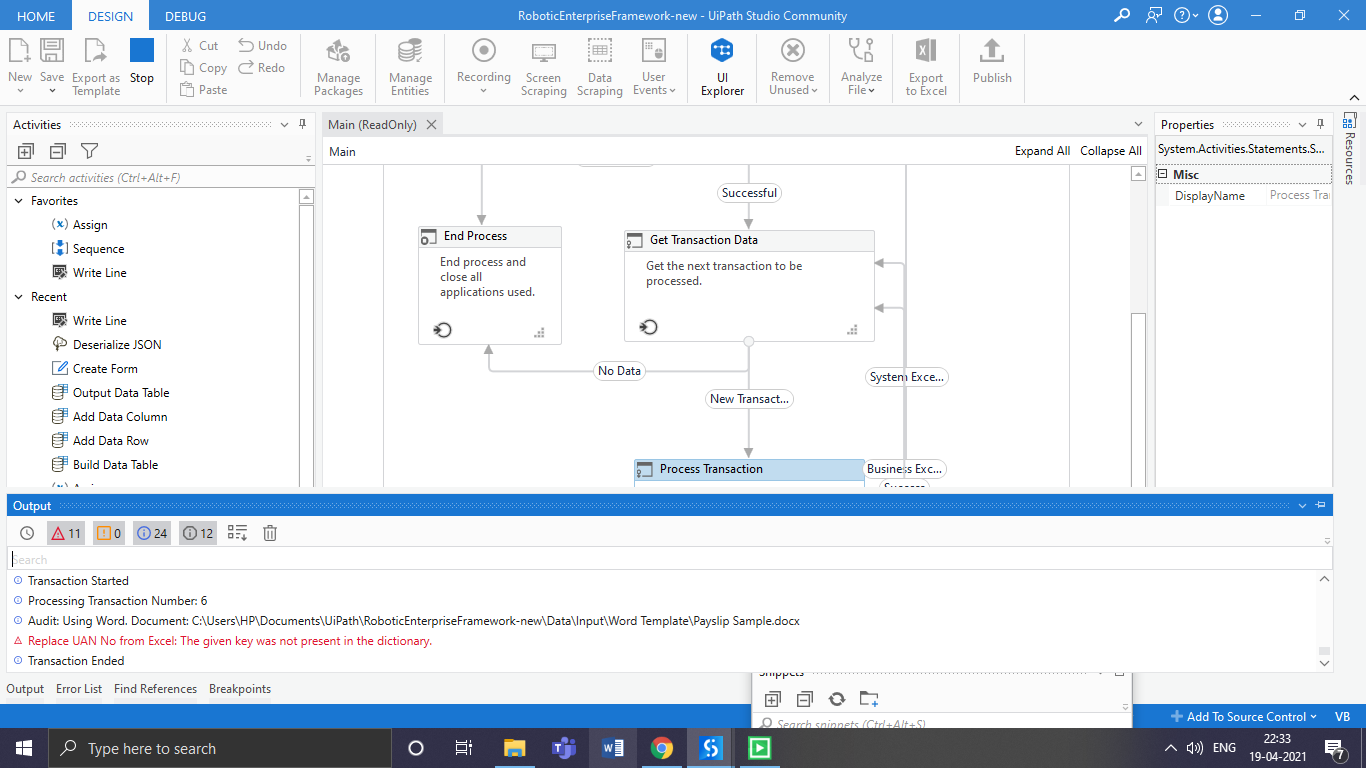 HOME DESIGN DEBUG RoboticEnterpriseFramework-new - UiPath Studio Community
New Save Export as Template Stop
Cut
Copy
Paste
Undo
Redo
Manage Packages
Manage Entities
Recording
Screen Scraping
Data Scraping
User Events
UI Explorer
Remove Unused
Analyze File
Export to Excel
Publish
Activities
Search activities (Ctrl+Alt+F)
Favorites
Assign
Sequence
Write Line
Recent
Write Line
Deserialize JSON
Create Form
Output Data Table
Add Data Column
Add Data Row
Build Data Table
Main (ReadOnly)
Main Expand All Collapse All
Successful
End Process
End process and
close all
applications used.
Get Transaction Data
Get the next transaction to be
processed.
No Data
System Exce...
New Transact...
Process Transaction
Business Exc...
Success
Properties
System.Activities.Statements.S...
Misc
DisplayName Process Tra
Resources
Output
11 0 24 12
Search
Transaction Started
Processing Transaction Number: 6
Audit: Using Word. Document: C:\Users\HP\Documents\UiPath\RoboticEnterpriseFramework-new\Data\Input\Word Template\Payslip Sample.docx
Replace UAN No from Excel: The given key was not present in the dictionary.
Transaction Ended
Output Error List Find References Breakpoints
Snippets
Search snippets (Ctrl+Alt+S)
Add To Source Control VB
Type here to search
ENG
22:33
19-04-2021
7